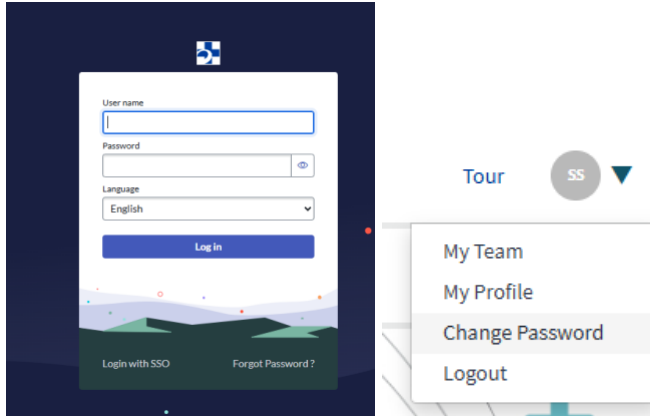 User name
Password
Language
English
Log in
Login with SSO
Forgot Password ?
Tour
SS
My Team
My Profile
Change Password
Logout